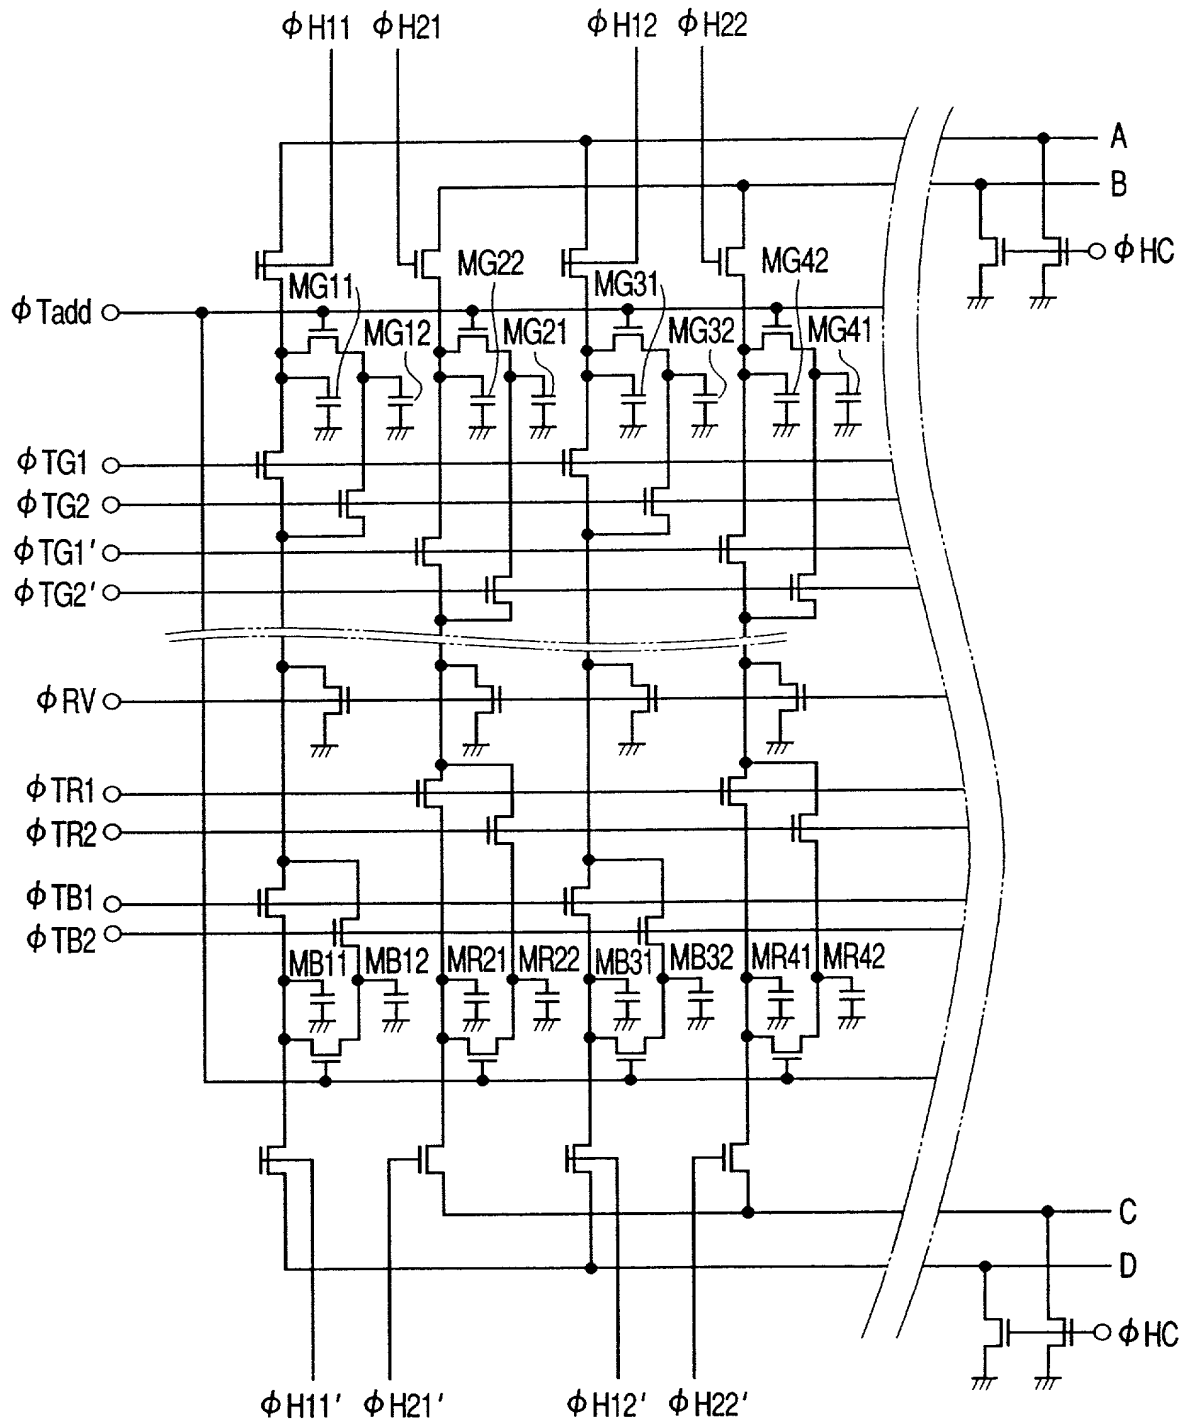 ϕH11 ϕH21 ϕH12 ϕH22
A
B
ϕHC
MG22 MG42
MG11 MG31
ϕTadd
MG12 MG21 MG32 MG41
ϕTG1
ϕTG2
ϕTG1'
ϕTG2'
ϕRV
ϕTR1
ϕTR2
ϕTB1
ϕTB2
MB11 MB12 MR21 MR22 MB31 MB32 MR41 MR42
C
D
ϕHC
ϕH11' ϕH21' ϕH12' ϕH22'